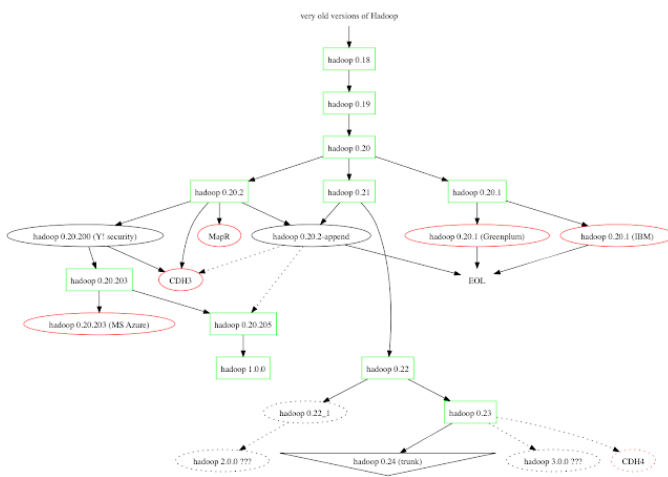 very old versions of Hadoop
hadoop 0.18
hadoop 0.19
hadoop 0.20
hadoop 0.20.2
hadoop 0.21
hadoop 0.20.1
hadoop 0.20.200 (Y! security)
MapR
hadoop 0.20.2-append
hadoop 0.20.1 (Greenplum)
hadoop 0.20.1 (IBM)
hadoop 0.20.203
CDH3
EOL
hadoop 0.20.203 (MS Azure)
hadoop 0.20.205
hadoop 1.0.0
hadoop 0.22
hadoop 0.22_1
hadoop 0.23
hadoop 2.0.0 ???
hadoop 0.24 (trunk)
hadoop 3.0.0 ???
CDH4